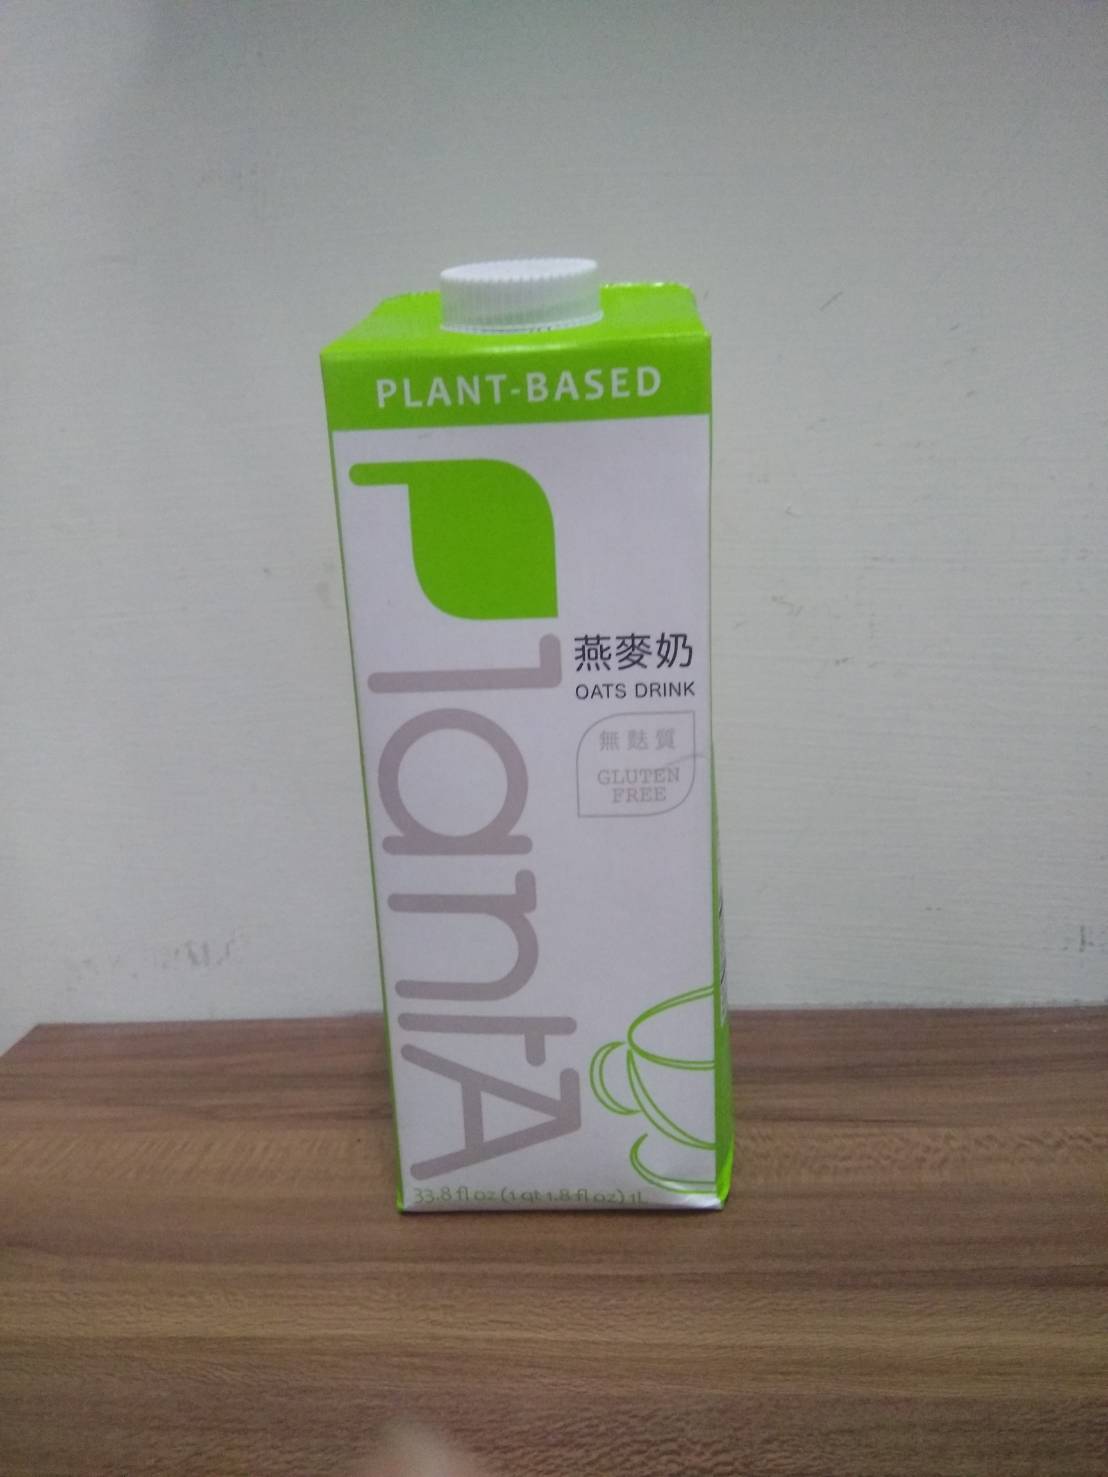 PLANT-BASED
PlantA
燕麥奶
OATS DRINK
無麩質
GLUTEN
FREE
33.8 fl oz (1 qt 1.8 fl oz) 1L